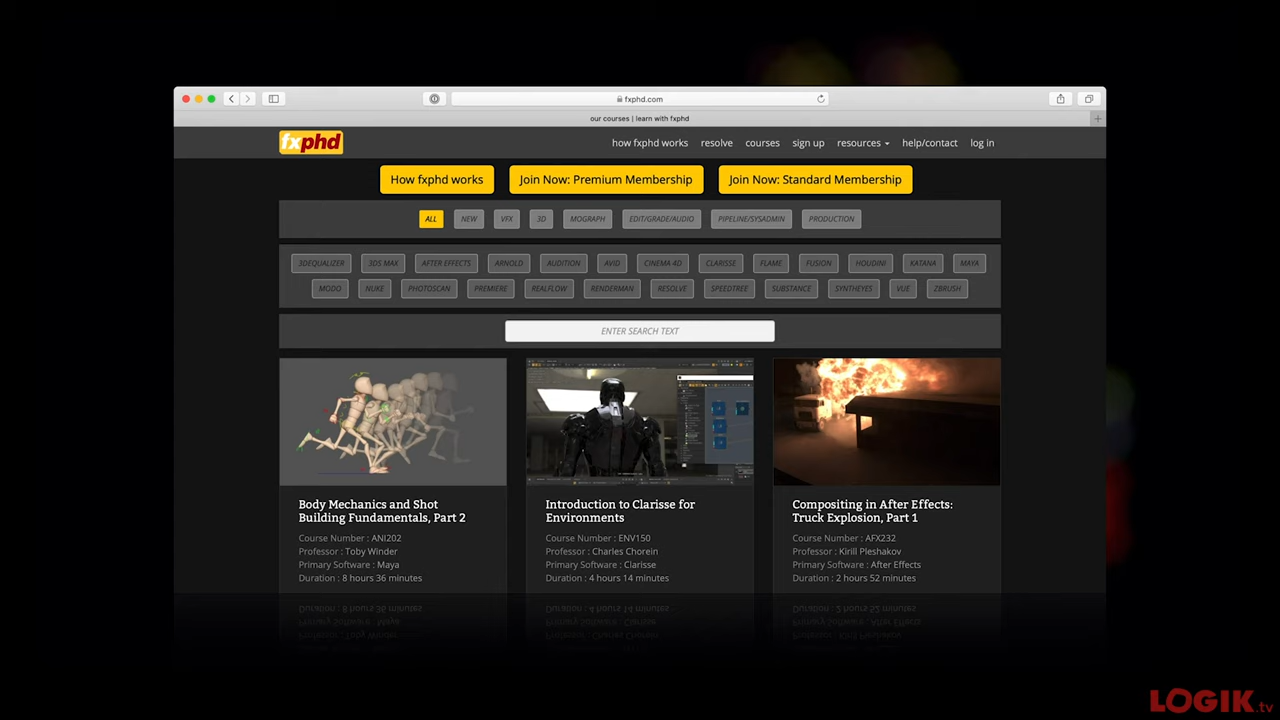 fxphd.com
our courses | learn with fxphd
fxphd
how fxphd works resolve courses sign up resources help/contact log in
How fxphd works Join Now: Premium Membership Join Now: Standard Membership
ALL NEW VFX 3D MOGRAPH EDIT/GRADE/AUDIO PIPELINE/SYSADMIN PRODUCTION
3DEQUALIZER 3DS MAX AFTER EFFECTS ARNOLD AUDITION AVID CINEMA 4D CLARISSE FLAME FUSION HOUDINI KATANA MAYA
MODO NUKE PHOTOSCAN PREMIERE REALFLOW RENDERMAN RESOLVE SPEEDTREE SUBSTANCE SYNTHEYES VUE ZBRUSH
ENTER SEARCH TEXT
Body Mechanics and Shot
Building Fundamentals, Part 2
Course Number : ANI202
Professor : Toby Winder
Primary Software : Maya
Duration : 8 hours 36 minutes
Introduction to Clarisse for
Environments
Course Number : ENV150
Professor : Charles Chorein
Primary Software : Clarisse
Duration : 4 hours 14 minutes
Compositing in After Effects:
Truck Explosion, Part 1
Course Number : AFX232
Professor : Kirill Pleshakov
Primary Software : After Effects
Duration : 2 hours 52 minutes
LOGIK.tv